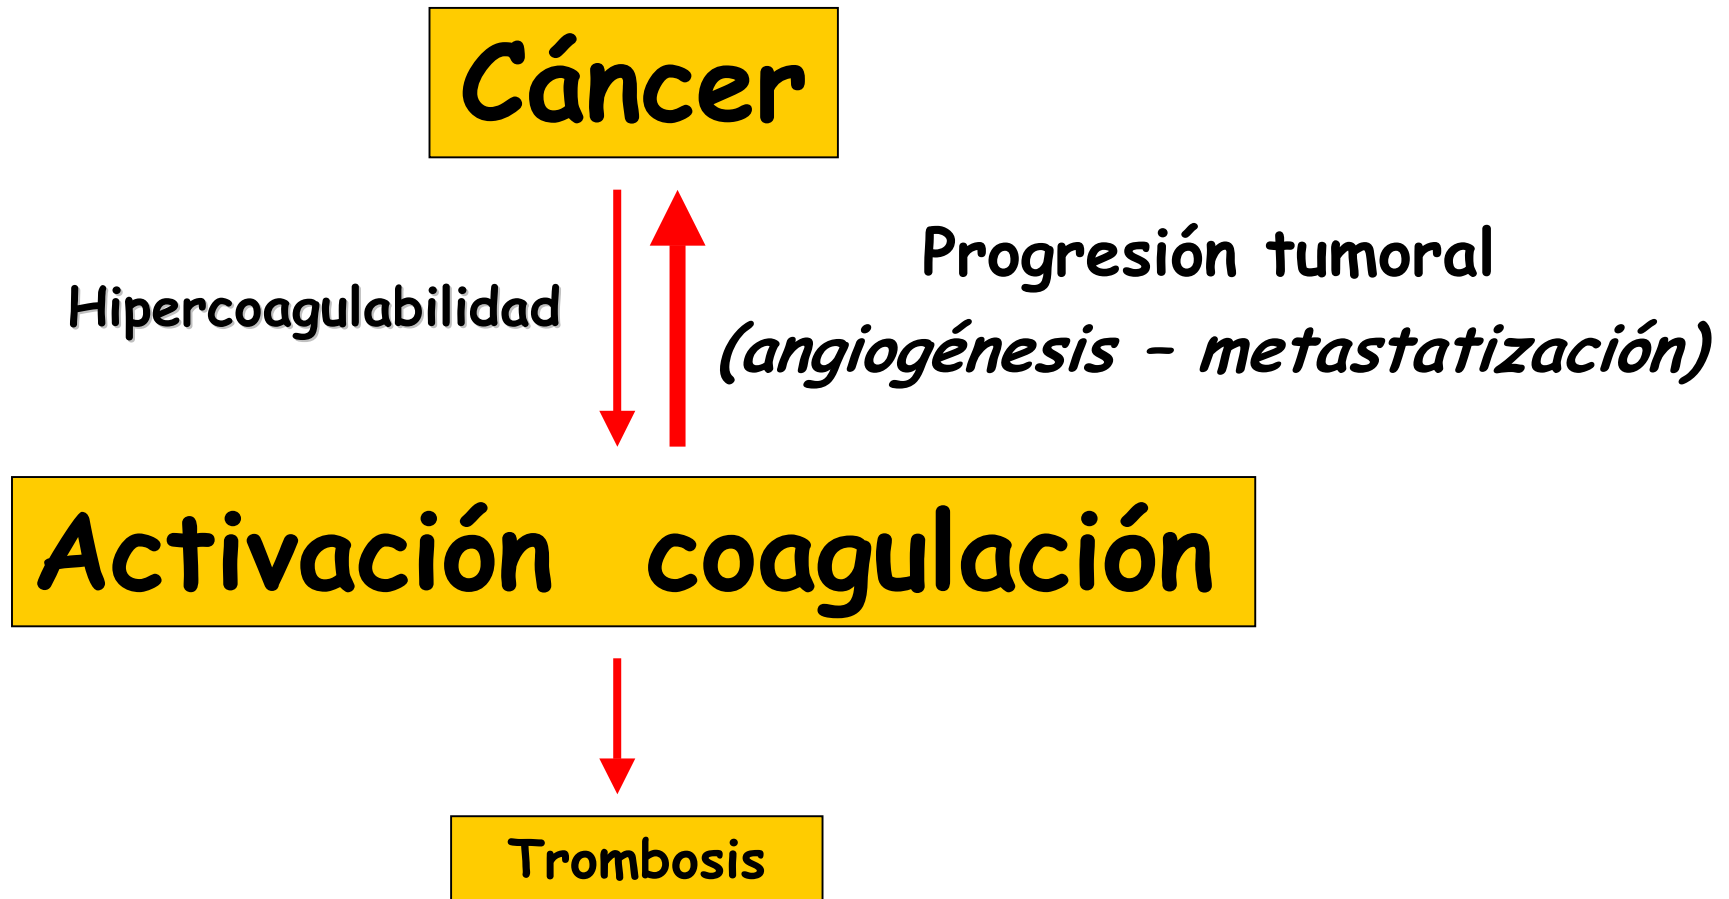 Cáncer
Hipercoagulabilidad
Progresión tumoral
(angiogénesis - metastatización)
Activación coagulación
Trombosis